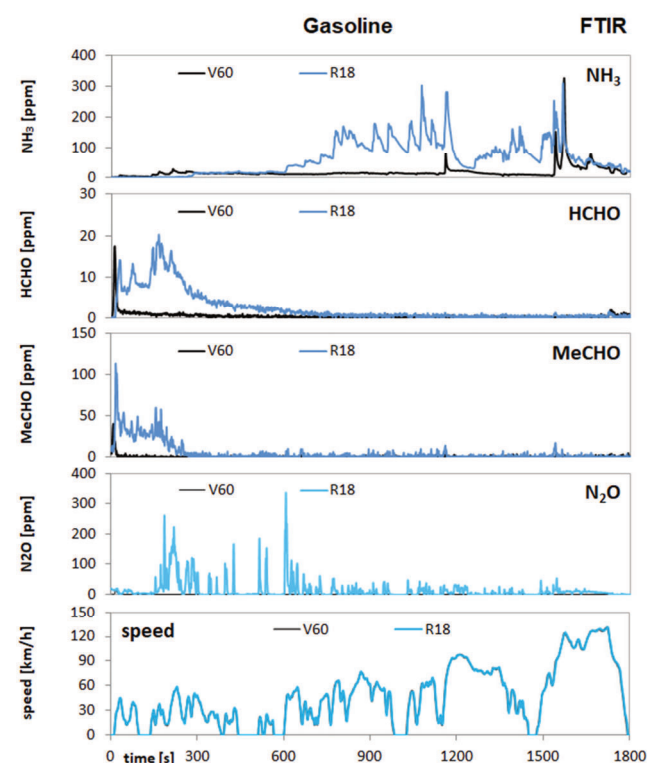 Gasoline FTIR
400 V60 R18 NH₃
300
200
100
0
NH₃ [ppm]
30 V60 R18 HCHO
20
10
0
HCHO [ppm]
150 V60 R18 MeCHO
100
50
0
MeCHO [ppm]
400 V60 R18 N₂O
300
200
100
0
N2O [ppm]
150 speed V60 R18
120
90
60
30
0
speed [km/h]
0 time [s] 300 600 900 1200 1500 1800